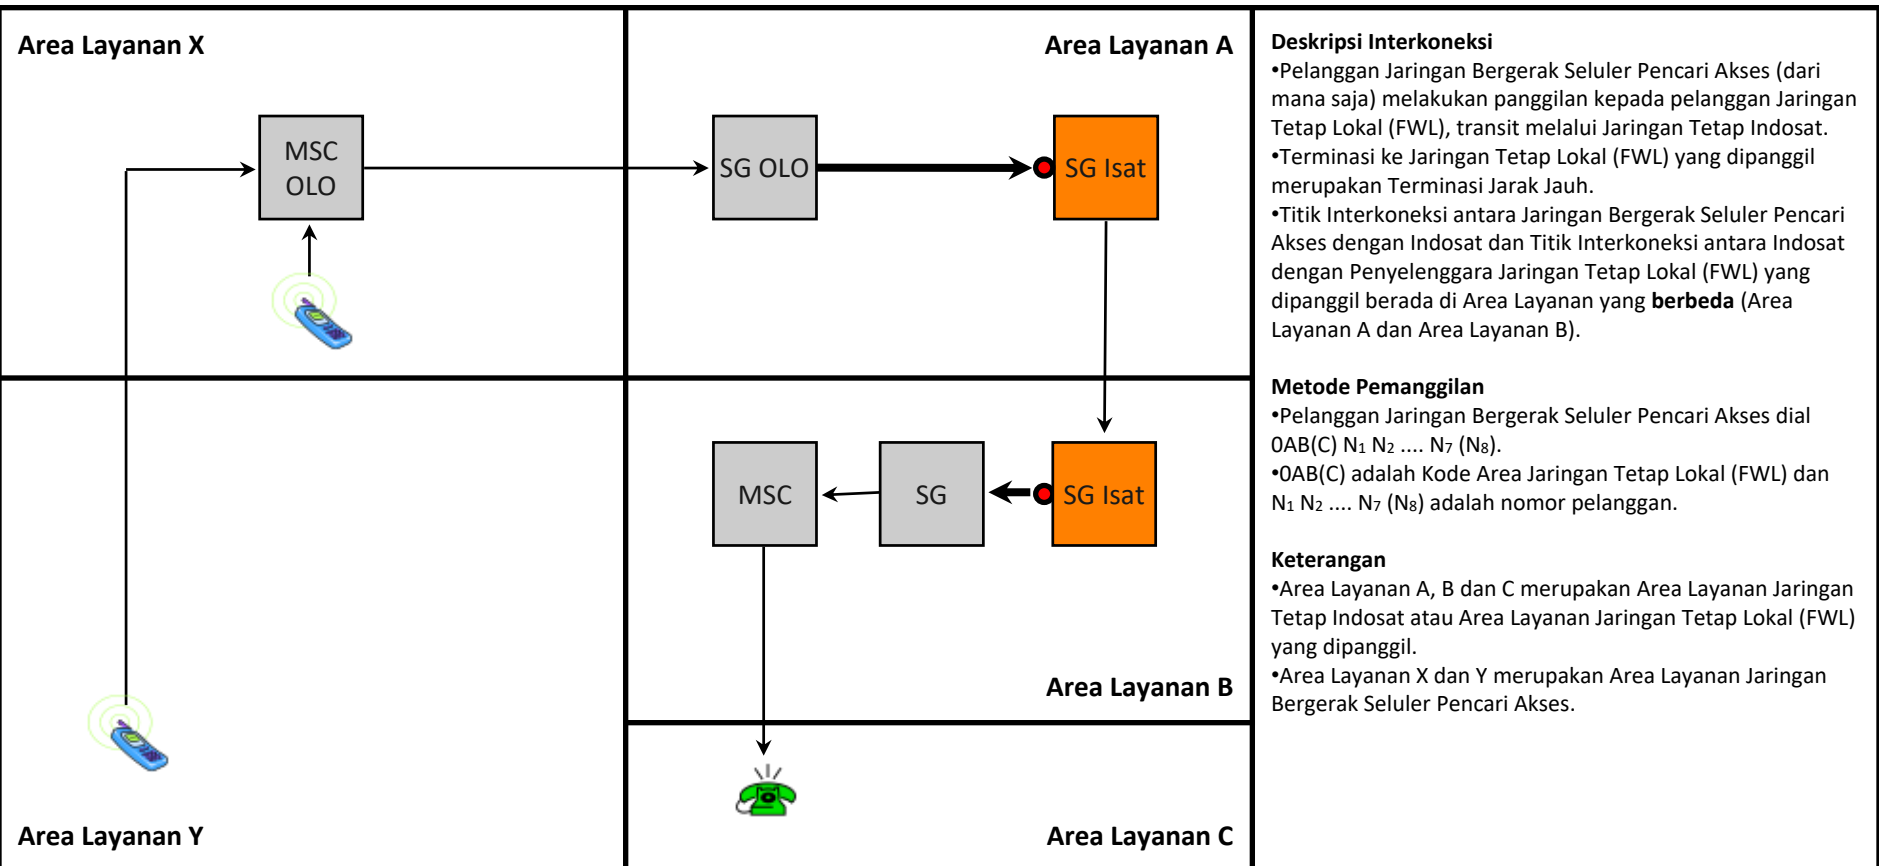 Area Layanan X
Area Layanan A
MSC
OLO
SG OLO
SG Isat
MSC
SG
SG Isat
Area Layanan B
Area Layanan Y
Area Layanan C
Deskripsi Interkoneksi
•Pelanggan Jaringan Bergerak Seluler Pencari Akses (dari
mana saja) melakukan panggilan kepada pelanggan Jaringan
Tetap Lokal (FWL), transit melalui Jaringan Tetap Indosat.
•Terminasi ke Jaringan Tetap Lokal (FWL) yang dipanggil
merupakan Terminasi Jarak Jauh.
•Titik Interkoneksi antara Jaringan Bergerak Seluler Pencari
Akses dengan Indosat dan Titik Interkoneksi antara Indosat
dengan Penyelenggara Jaringan Tetap Lokal (FWL) yang
dipanggil berada di Area Layanan yang berbeda (Area
Layanan A dan Area Layanan B).
Metode Pemanggilan
•Pelanggan Jaringan Bergerak Seluler Pencari Akses dial
0AB(C) N₁ N₂ .... N₇ (N₈).
•0AB(C) adalah Kode Area Jaringan Tetap Lokal (FWL) dan
N₁ N₂ .... N₇ (N₈) adalah nomor pelanggan.
Keterangan
•Area Layanan A, B dan C merupakan Area Layanan Jaringan
Tetap Indosat atau Area Layanan Jaringan Tetap Lokal (FWL)
yang dipanggil.
•Area Layanan X dan Y merupakan Area Layanan Jaringan
Bergerak Seluler Pencari Akses.